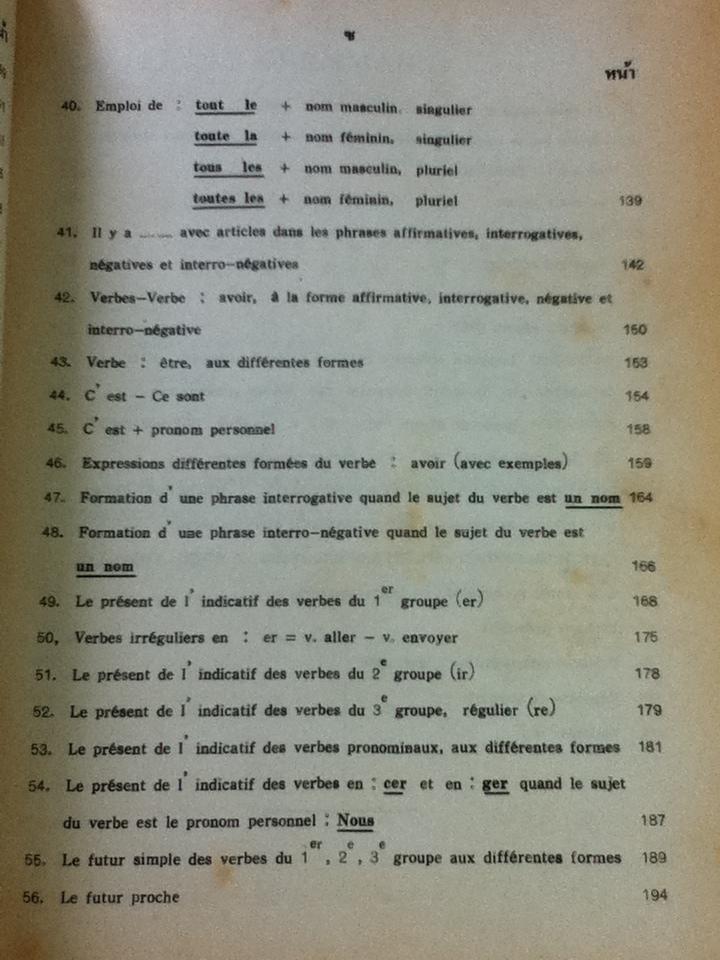 ช
หน้า
40. Emploi de : tout le + nom masculin, singulier
toute la + nom féminin, singulier
tous les + nom masculin, pluriel
toutes les + nom féminin, pluriel 139
41. Il y a ........ avec articles dans les phrases affirmatives, interrogatives,
négatives et interro-négatives 142
42. Verbes-Verbe : avoir, à la forme affirmative, interrogative, négative et
interro-négative 150
43. Verbe : être, aux différentes formes 153
44. C'est - Ce sont 154
45. C'est + pronom personnel 158
46. Expressions différentes formées du verbe : avoir (avec exemples) 159
47. Formation d'une phrase interrogative quand le sujet du verbe est un nom 164
48. Formation d'une phrase interro-négative quand le sujet du verbe est
un nom 166
49. Le présent de l'indicatif des verbes du 1er groupe (er) 168
50, Verbes irréguliers en : er = v. aller - v. envoyer 175
51. Le présent de l'indicatif des verbes du 2e groupe (ir) 178
52. Le présent de l'indicatif des verbes du 3e groupe, régulier (re) 179
53. Le présent de l'indicatif des verbes pronominaux, aux différentes formes 181
54. Le présent de l'indicatif des verbes en : cer et en : ger quand le sujet
du verbe est le pronom personnel : Nous 187
55. Le futur simple des verbes du 1er, 2e, 3e groupe aux différentes formes 189
56. Le futur proche 194